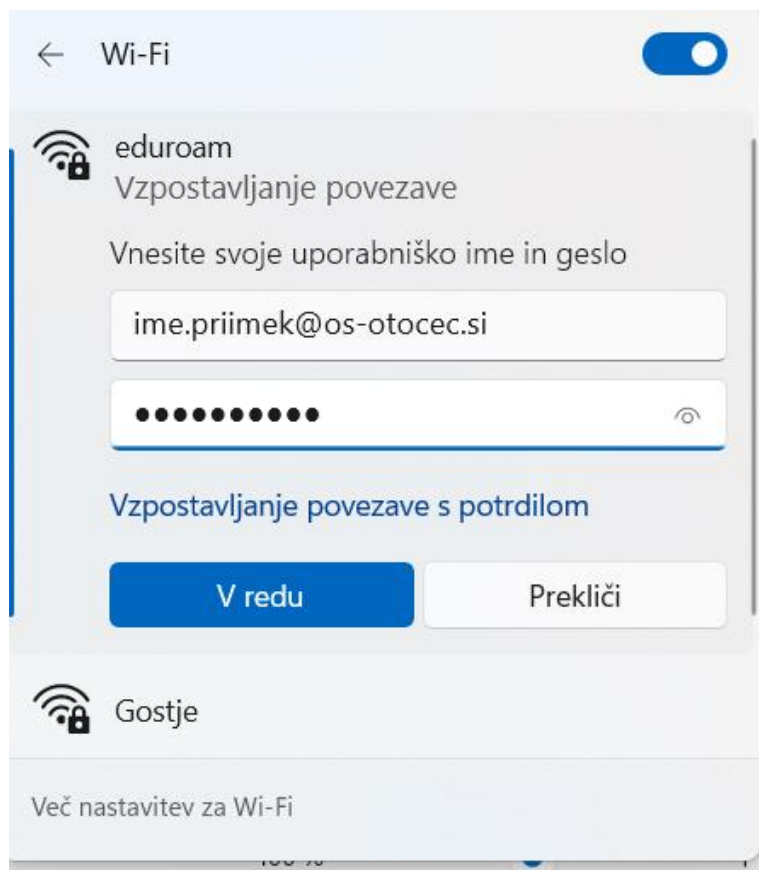 Wi-Fi
eduroam
Vzpostavljanje povezave
Vnesite svoje uporabniško ime in geslo
ime.priimek@os-otocec.si
Vzpostavljanje povezave s potrdilom
V redu
Prekliči
Gostje
Več nastavitev za Wi-Fi